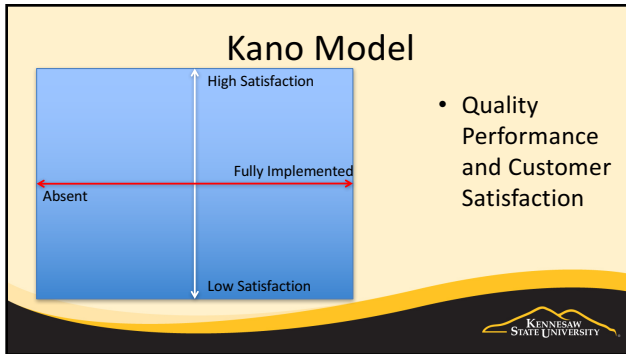 Kano Model
High Satisfaction
Fully Implemented
Absent
Low Satisfaction
• Quality
Performance
and Customer
Satisfaction
KENNESAW
STATE UNIVERSITY